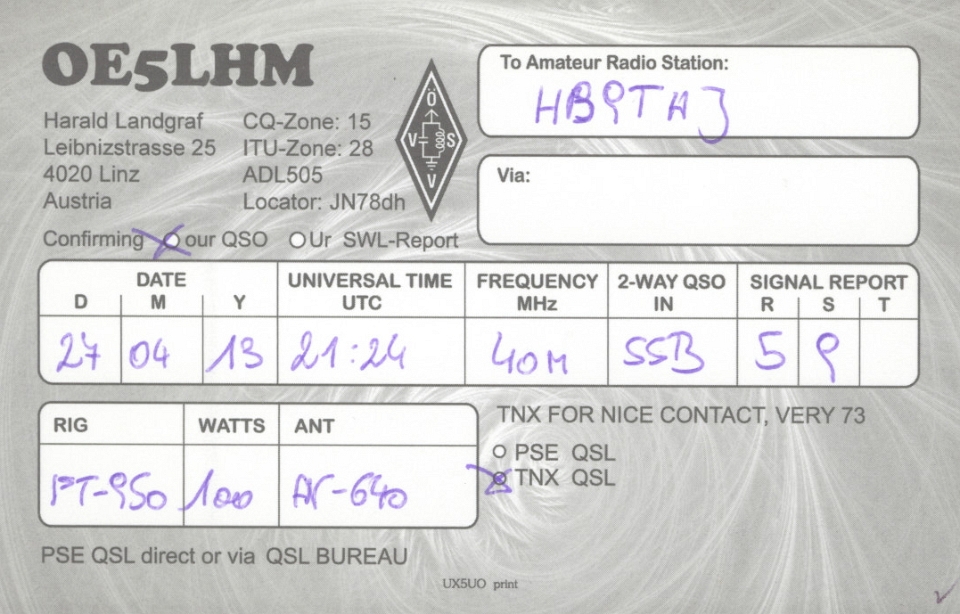 OE5LHM
Harald Landgraf CQ-Zone: 15
Leibnizstrasse 25 ITU-Zone: 28
4020 Linz ADL505
Austria Locator: JN78dh
Ö
V S
V
To Amateur Radio Station:
HB9TAJ
Via:
Confirming our QSO Ur SWL-Report
DATE UNIVERSAL TIME FREQUENCY 2-WAY QSO SIGNAL REPORT
D M Y UTC MHz IN R S T
27 04 13 21:24 40M SSB 5 9
RIG WATTS ANT
FT-950 100 AV-640
TNX FOR NICE CONTACT, VERY 73
PSE QSL
TNX QSL
PSE QSL direct or via QSL BUREAU
UX5UO print